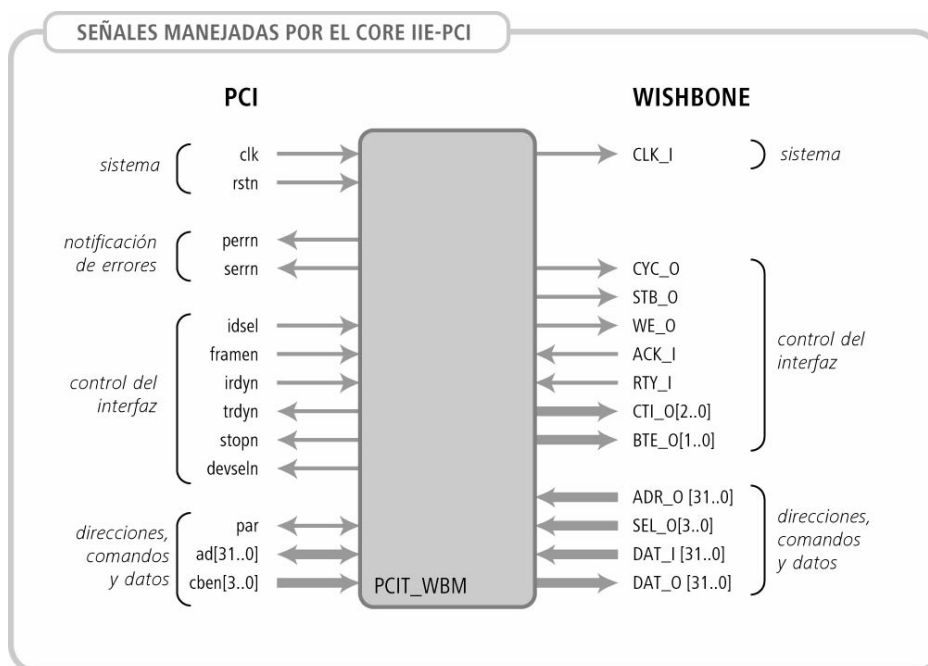 SEÑALES MANEJADAS POR EL CORE IIE-PCI
PCI
WISHBONE
sistema
clk
rstn
notificación
de errores
perrn
serrn
control del
interfaz
idsel
framen
irdyn
trdyn
stopn
devseln
direcciones,
comandos
y datos
par
ad[31..0]
cben[3..0]
PCIT_WBM
CLK_I
sistema
CYC_O
STB_O
WE_O
ACK_I
RTY_I
CTI_O[2..0]
BTE_O[1..0]
control del
interfaz
ADR_O [31..0]
SEL_O[3..0]
DAT_I [31..0]
DAT_O [31..0]
direcciones,
comandos
y datos